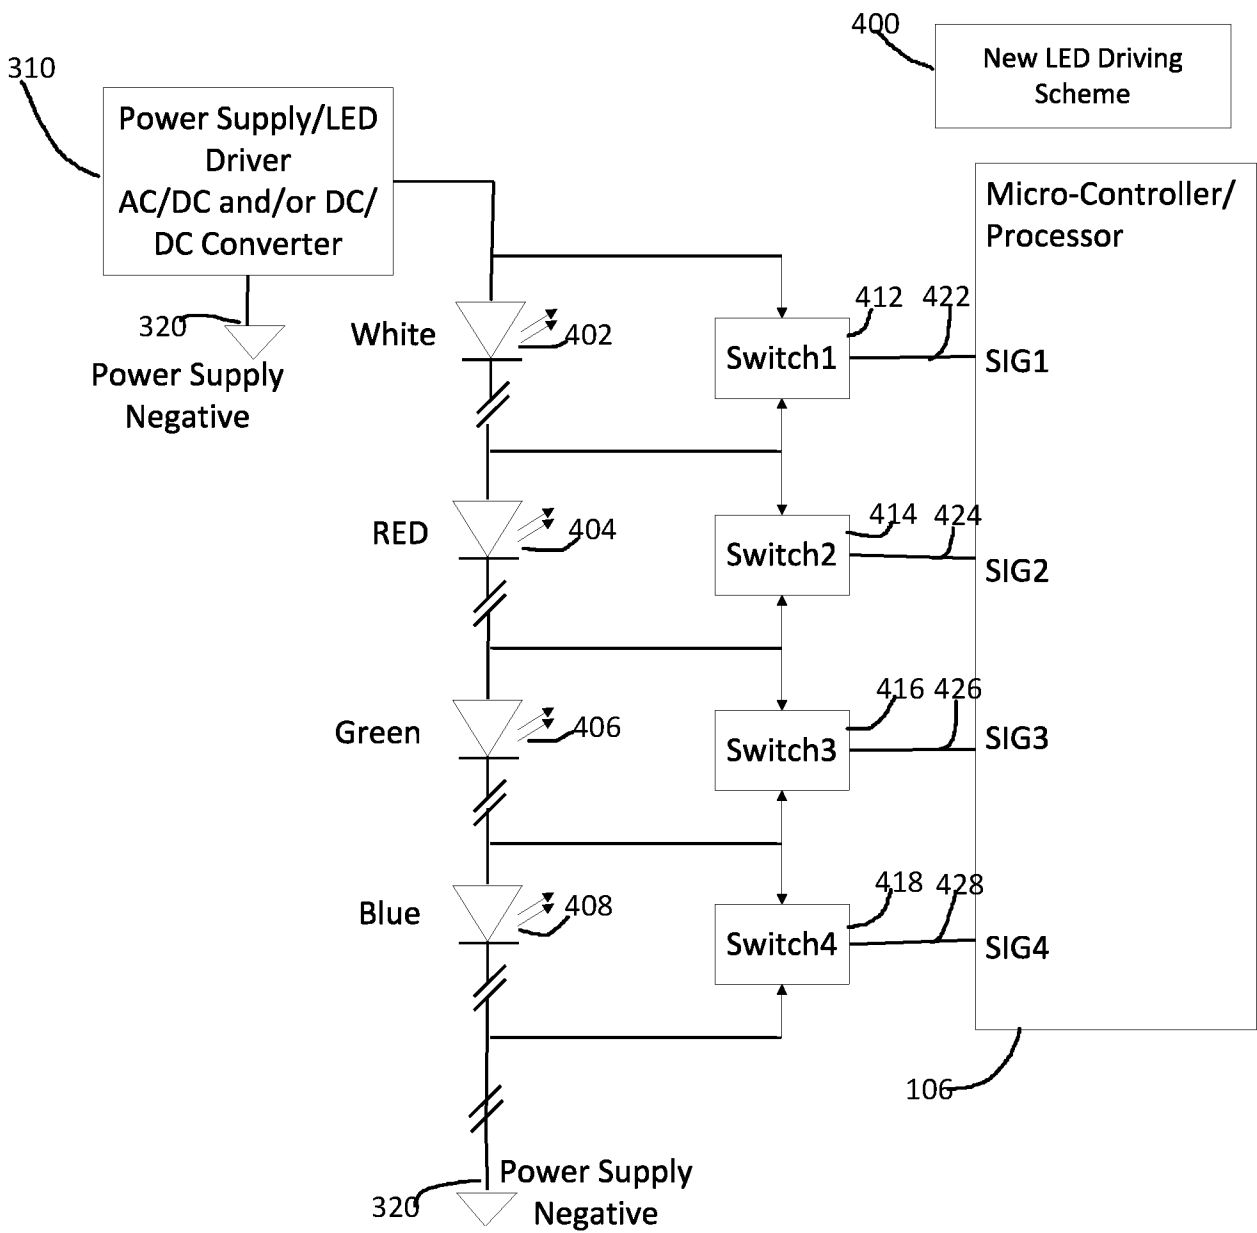 400
New LED Driving
Scheme
310
Power Supply/LED
Driver
AC/DC and/or DC/
DC Converter
Micro-Controller/
Processor
320
Power Supply
Negative
White
402
Switch1
412
422
SIG1
RED
404
Switch2
414
424
SIG2
Green
406
Switch3
416
426
SIG3
Blue
408
Switch4
418
428
SIG4
106
320
Power Supply
Negative